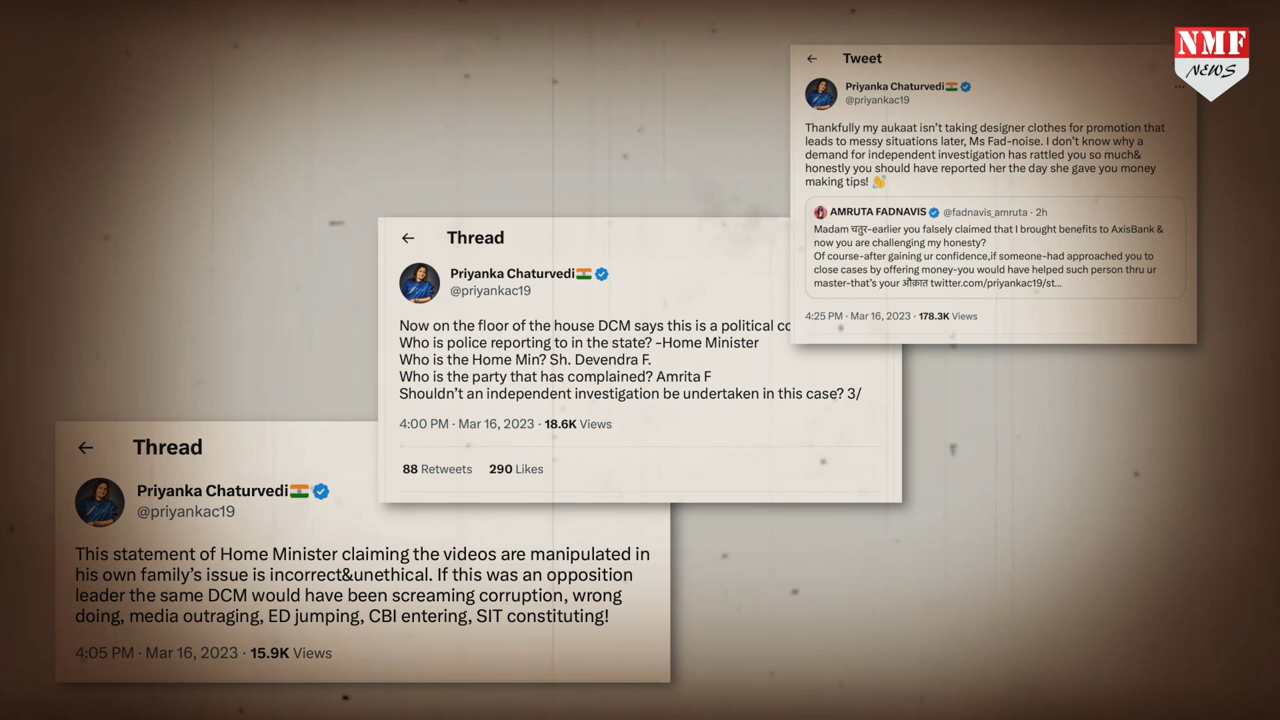 NMF
NEWS
← Tweet
Priyanka Chaturvedi
@priyankac19
Thankfully my aukaat isn't taking designer clothes for promotion that
leads to messy situations later, Ms Fad-noise. I don't know why a
demand for independent investigation has rattled you so much&
honestly you should have reported her the day she gave you money
making tips! 👏
AMRUTA FADNAVIS @fadnavis_amruta · 2h
Madam चतुर-earlier you falsely claimed that I brought benefits to AxisBank &
now you are challenging my honesty?
Of course-after gaining ur confidence,if someone-had approached you to
close cases by offering money-you would have helped such person thru ur
master-that's your औक़ात twitter.com/priyankac19/st...
4:25 PM · Mar 16, 2023 · 178.3K Views
← Thread
Priyanka Chaturvedi
@priyankac19
Now on the floor of the house DCM says this is a political
Who is police reporting to in the state? -Home Minister
Who is the Home Min? Sh. Devendra F.
Who is the party that has complained? Amrita F
Shouldn't an independent investigation be undertaken in this case? 3/
4:00 PM · Mar 16, 2023 · 18.6K Views
88 Retweets 290 Likes
← Thread
Priyanka Chaturvedi
@priyankac19
This statement of Home Minister claiming the videos are manipulated in
his own family's issue is incorrect&unethical. If this was an opposition
leader the same DCM would have been screaming corruption, wrong
doing, media outraging, ED jumping, CBI entering, SIT constituting!
4:05 PM · Mar 16, 2023 · 15.9K Views